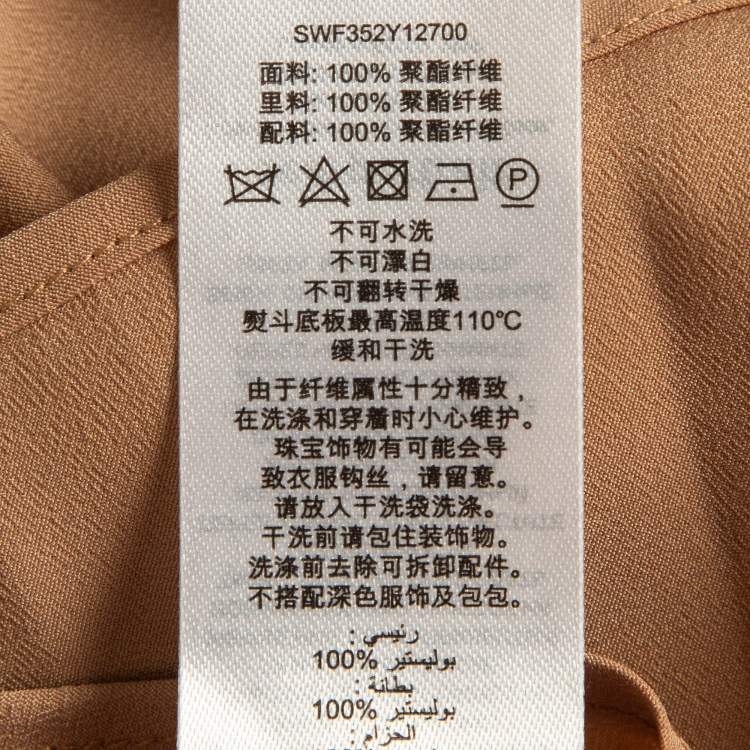 SWF352Y12700
面料: 100% 聚酯纤维
里料: 100% 聚酯纤维
配料: 100% 聚酯纤维
P
不可水洗
不可漂白
不可翻转干燥
熨斗底板最高温度110℃
缓和干洗
由于纤维属性十分精致，
在洗涤和穿着时小心维护。
珠宝饰物有可能会导
致衣服钩丝，请留意。
请放入干洗袋洗涤.
干洗前请包住装饰物。
洗涤前去除可拆卸配件。
不搭配深色服饰及包包。
رئيسي :
بوليستير %100
بطانة :
بوليستير %100
الحزام :